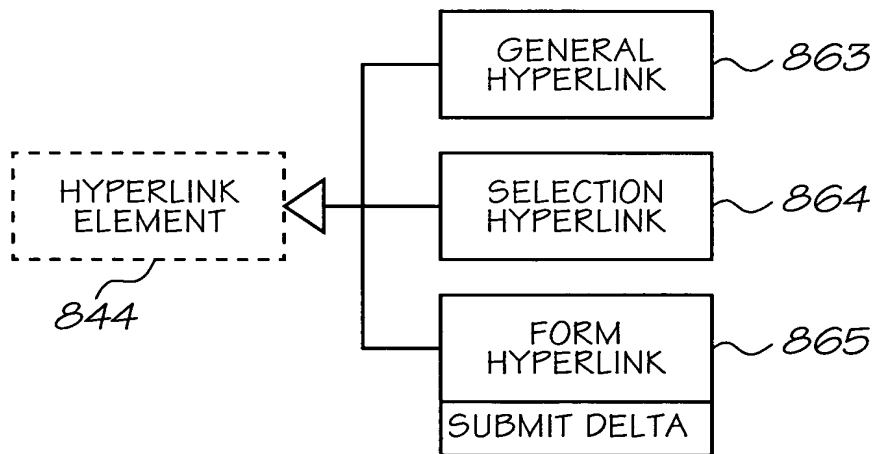 GENERAL
HYPERLINK
863
HYPERLINK
ELEMENT
844
SELECTION
HYPERLINK
864
FORM
HYPERLINK
865
SUBMIT DELTA